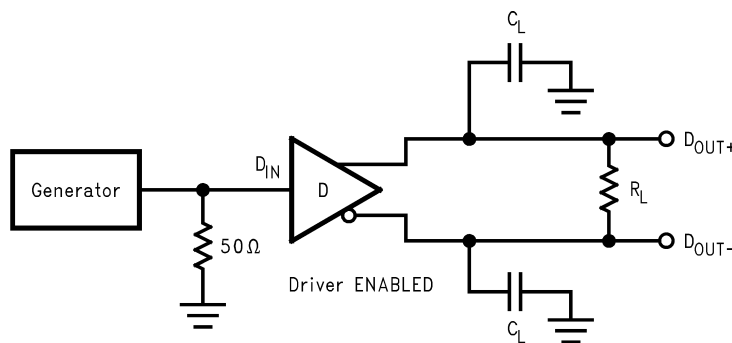 C_L
D_OUT+
D_IN
Generator
D
R_L
50Ω
D_OUT-
Driver ENABLED
C_L